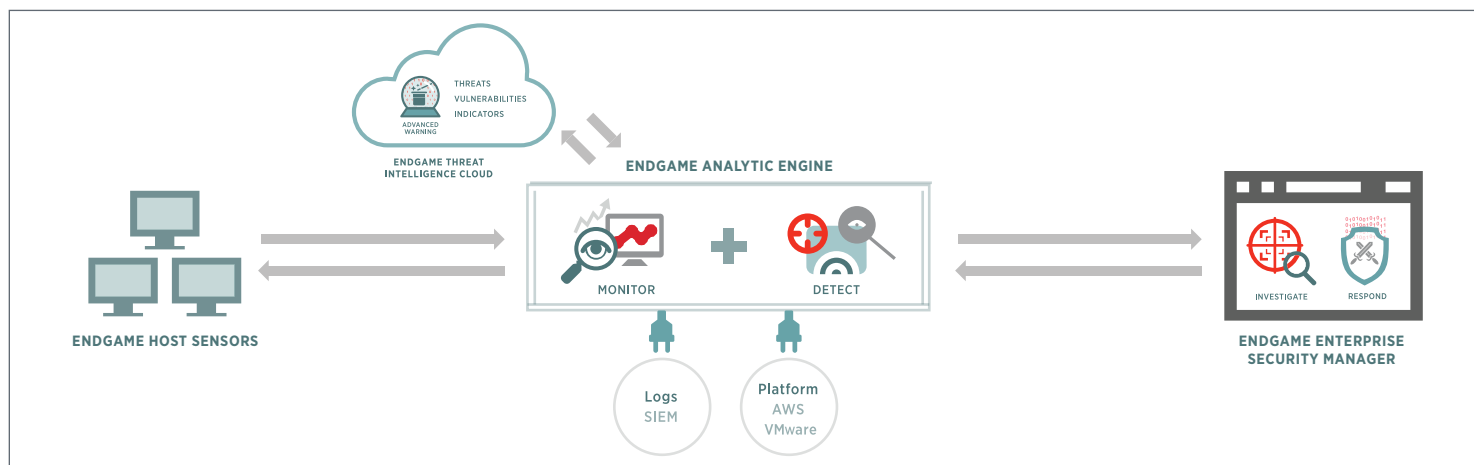 THREATS
VULNERABILITIES
INDICATORS
ADVANCED
WARNING
ENDGAME THREAT
INTELLIGENCE CLOUD
ENDGAME ANALYTIC ENGINE
MONITOR
DETECT
ENDGAME HOST SENSORS
Logs
SIEM
Platform
AWS
VMware
INVESTIGATE
RESPOND
ENDGAME ENTERPRISE
SECURITY MANAGER